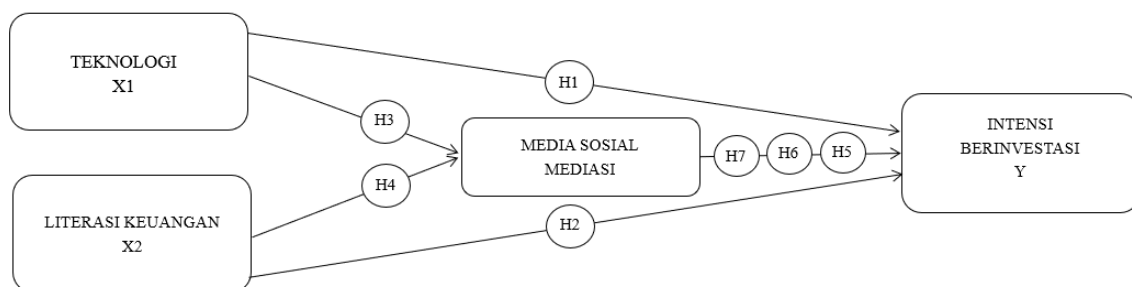 TEKNOLOGI
X1
H1
H3
MEDIA SOSIAL
MEDIASI
H7
H6
H5
INTENSI
BERINVESTASI
Y
H4
LITERASI KEUANGAN
X2
H2